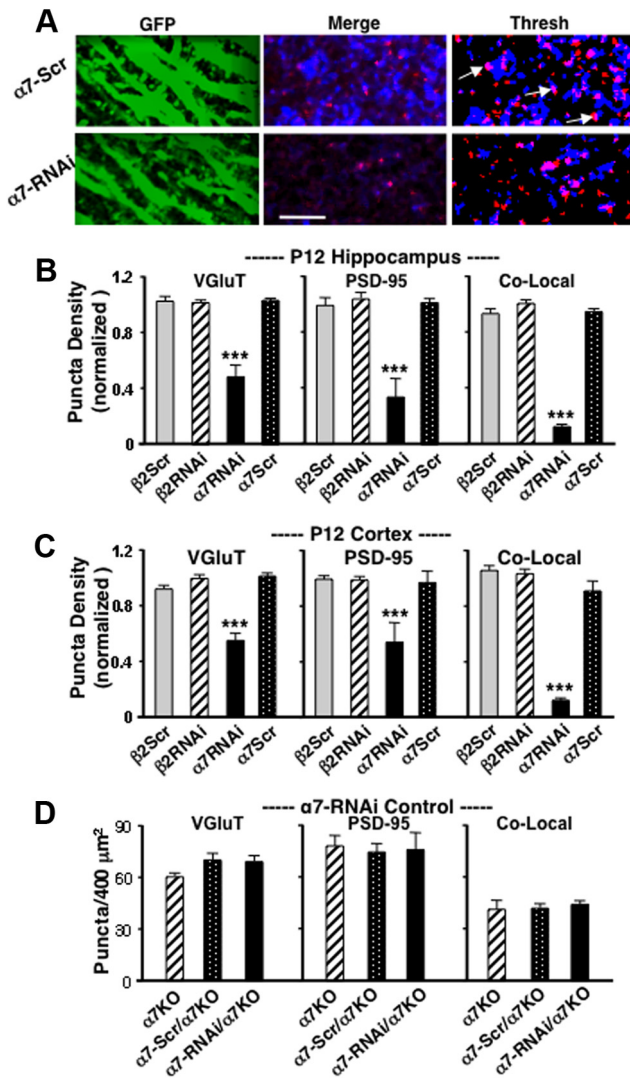 A
GFP
Merge
Thresh
α7-Scr
α7-RNAi
B
------ P12 Hippocampus -----
VGluT
PSD-95
Co-Local
Puncta Density
(normalized )
1.2
0.8
0.4
0
***
***
***
β2Scr
β2RNAi
α7RNAi
α7Scr
β2Scr
β2RNAi
α7RNAi
α7Scr
β2Scr
β2RNAi
α7RNAi
α7Scr
C
----- P12 Cortex -----
VGluT
PSD-95
Co-Local
Puncta Density
(normalized)
1.2
0.8
0.4
0
***
***
***
β2Scr
β2RNAi
α7RNAi
α7Scr
β2Scr
β2RNAi
α7RNAi
α7Scr
β2Scr
β2RNAi
α7RNAi
α7Scr
D
----- α7-RNAi Control -----
VGluT
PSD-95
Co-Local
Puncta/400 μm²
90
60
30
0
α7KO
α7-Scr/α7KO
α7-RNAi/α7KO
α7KO
α7-Scr/α7KO
α7-RNAi/α7KO
α7KO
α7-Scr/α7KO
α7-RNAi/α7KO